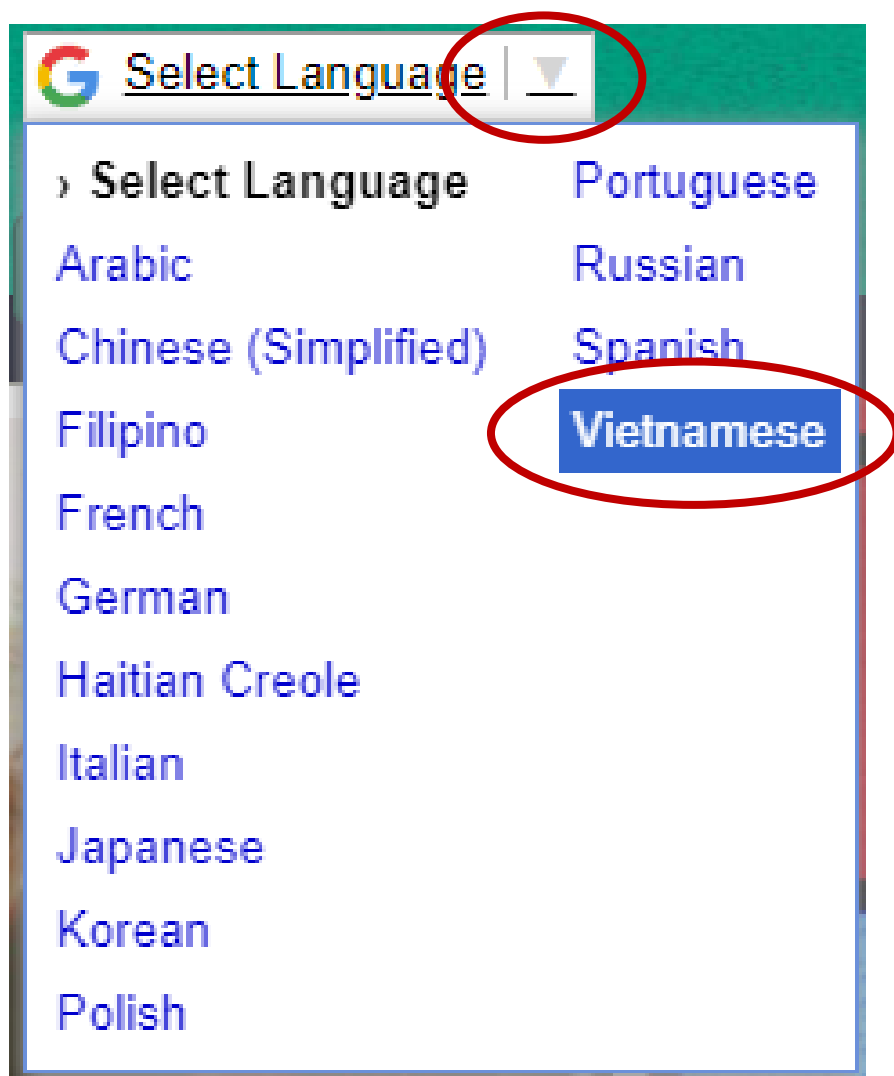 Select Language ▼
› Select Language
Arabic
Chinese (Simplified)
Filipino
French
German
Haitian Creole
Italian
Japanese
Korean
Polish
Portuguese
Russian
Spanish
Vietnamese